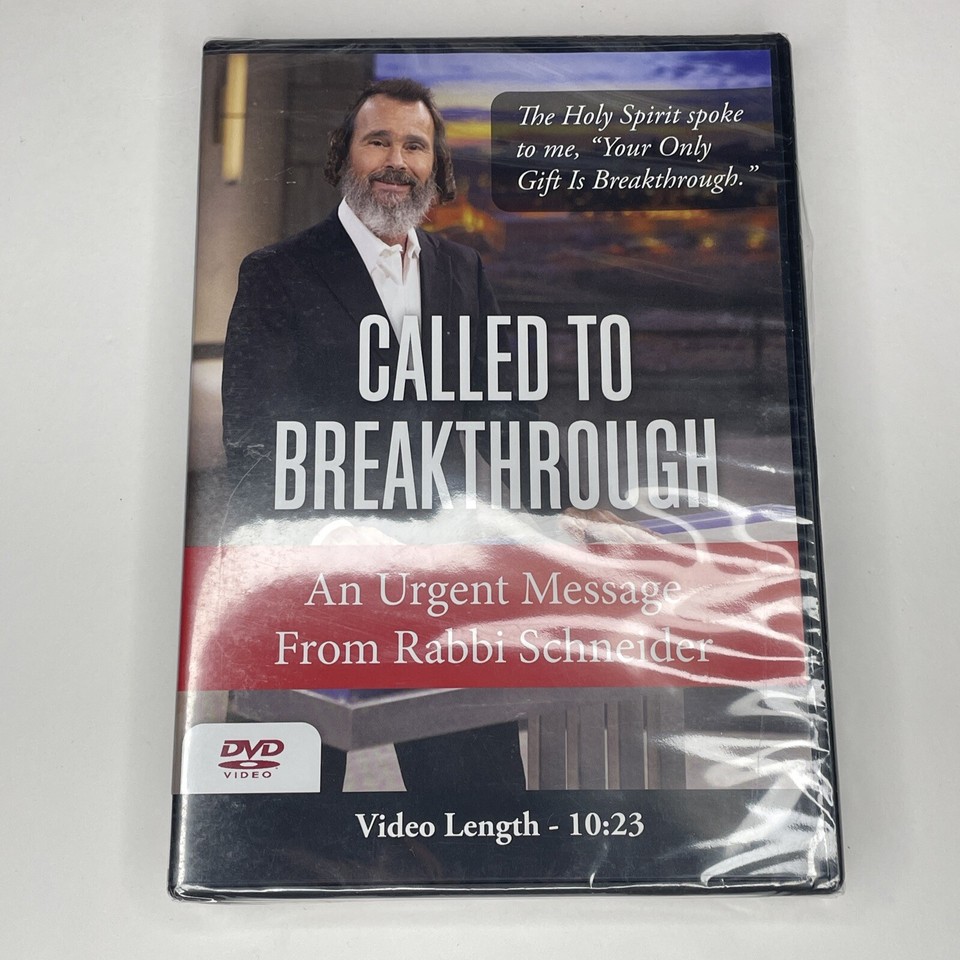 The Holy Spirit spoke
to me, “Your Only
Gift Is Breakthrough.”
CALLED TO
BREAKTHROUGH
An Urgent Message
From Rabbi Schneider
DVD
VIDEO
Video Length - 10:23